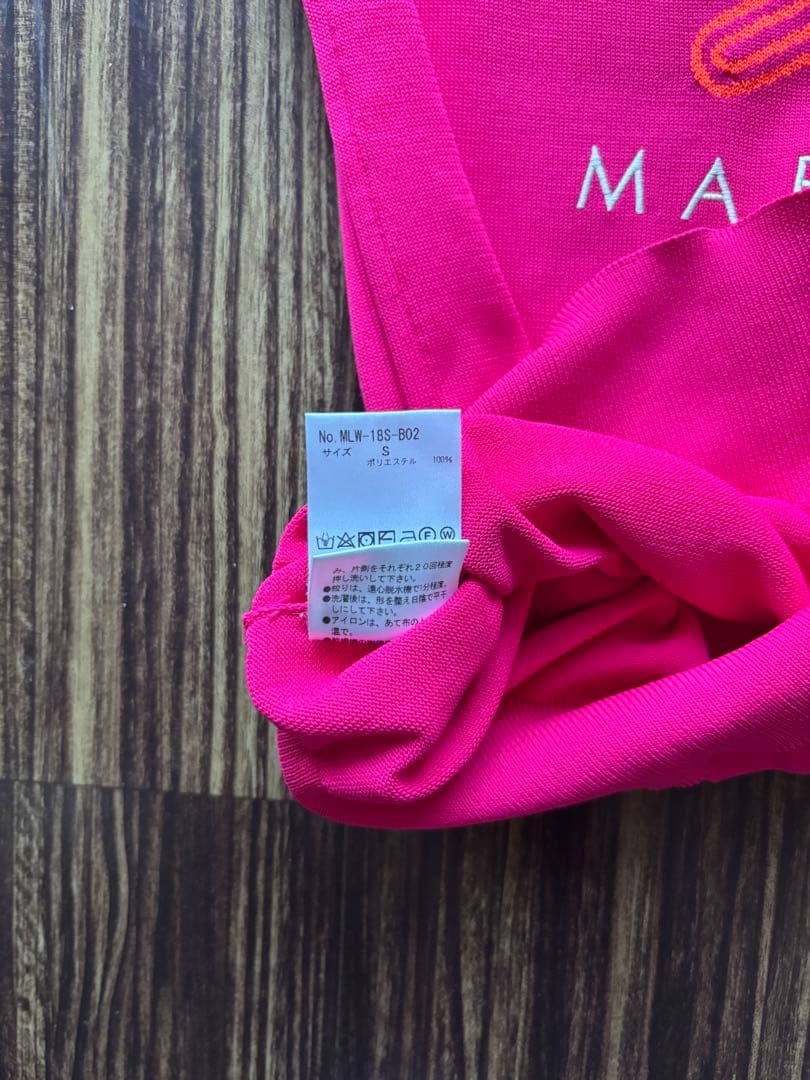 MA
No.MLW-18S-B02
サイズ S
ポリエステル 100%
F W
み、片側をそれぞれ20回程度
押し洗いして下さい。
●絞りは、遠心脱水機で1分程度。
●洗濯後は、形を整え日陰で平干
しにして下さい。
●アイロンは、あて布の
温で。